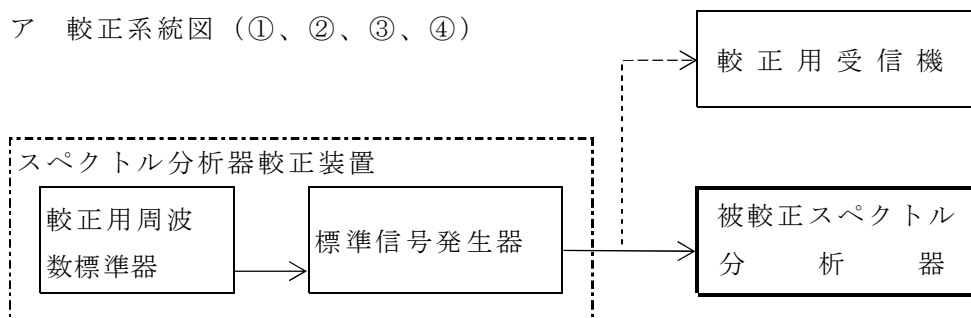 ア 較正系統図（①、②、③、④）
較正用受信機
スペクトル分析器較正装置
較正用周波
数標準器
標準信号発生器
被較正スペクトル
分析器